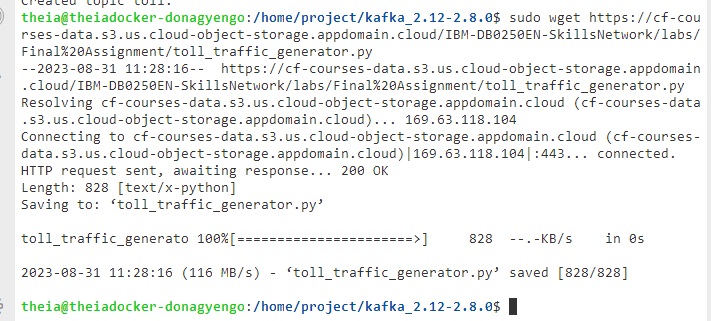 Created topic toll.
theia@theiadocker-donagyengo:/home/project/kafka_2.12-2.8.0$ sudo wget https://cf-cou
rses-data.s3.us.cloud-object-storage.appdomain.cloud/IBM-DB0250EN-SkillsNetwork/labs/
Final%20Assignment/toll_traffic_generator.py
--2023-08-31 11:28:16--  https://cf-courses-data.s3.us.cloud-object-storage.appdomain
.cloud/IBM-DB0250EN-SkillsNetwork/labs/Final%20Assignment/toll_traffic_generator.py
Resolving cf-courses-data.s3.us.cloud-object-storage.appdomain.cloud (cf-courses-data
.s3.us.cloud-object-storage.appdomain.cloud)... 169.63.118.104
Connecting to cf-courses-data.s3.us.cloud-object-storage.appdomain.cloud (cf-courses-
data.s3.us.cloud-object-storage.appdomain.cloud)|169.63.118.104|:443... connected.
HTTP request sent, awaiting response... 200 OK
Length: 828 [text/x-python]
Saving to: ‘toll_traffic_generator.py’
toll_traffic_generato 100%[=======================>]     828  --.-KB/s    in 0s
2023-08-31 11:28:16 (116 MB/s) - ‘toll_traffic_generator.py’ saved [828/828]
theia@theiadocker-donagyengo:/home/project/kafka_2.12-2.8.0$